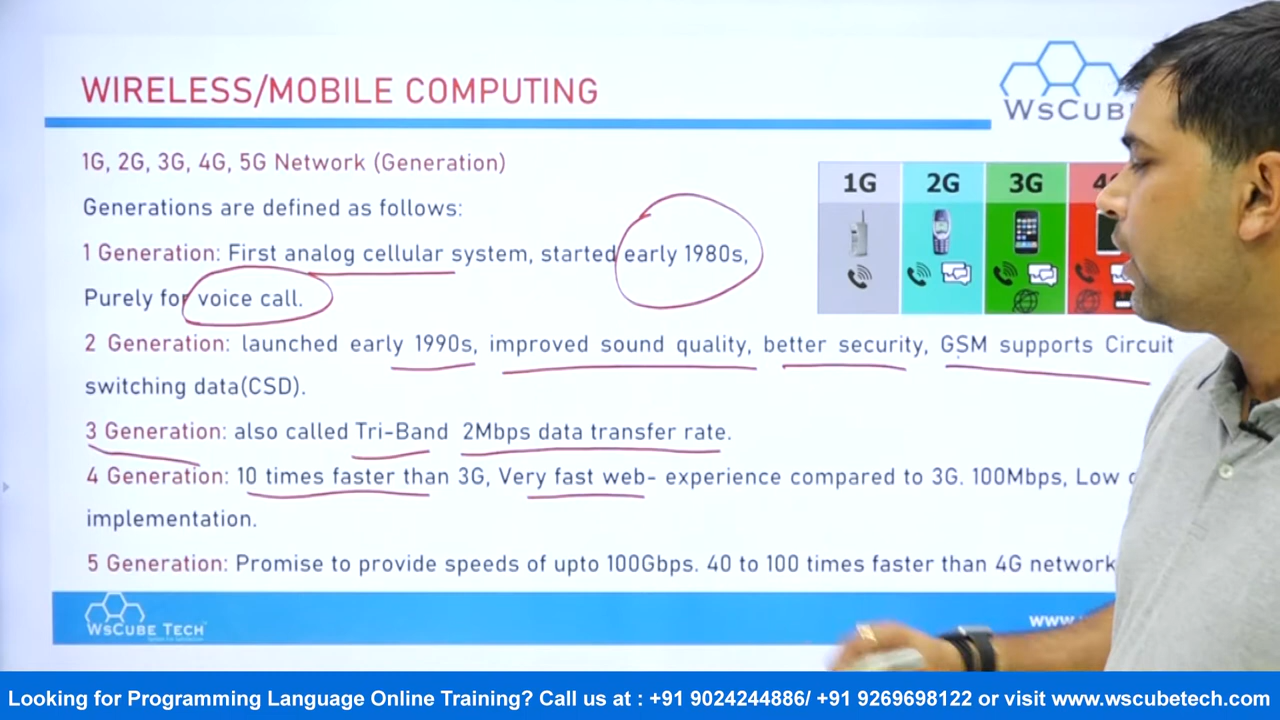 WIRELESS/MOBILE COMPUTING
WSCUBE
1G, 2G, 3G, 4G, 5G Network (Generation)
1G 2G 3G
Generations are defined as follows:
1 Generation: First analog cellular system, started early 1980s,
Purely for voice call.
2 Generation: launched early 1990s, improved sound quality, better security, GSM supports Circuit
switching data(CSD).
3 Generation: also called Tri-Band 2Mbps data transfer rate.
4 Generation: 10 times faster than 3G, Very fast web- experience compared to 3G. 100Mbps, Low
implementation.
5 Generation: Promise to provide speeds of upto 100Gbps. 40 to 100 times faster than 4G network
WSCUBE TECH
www.
Looking for Programming Language Online Training? Call us at : +91 9024244886/ +91 9269698122 or visit www.wscubetech.com